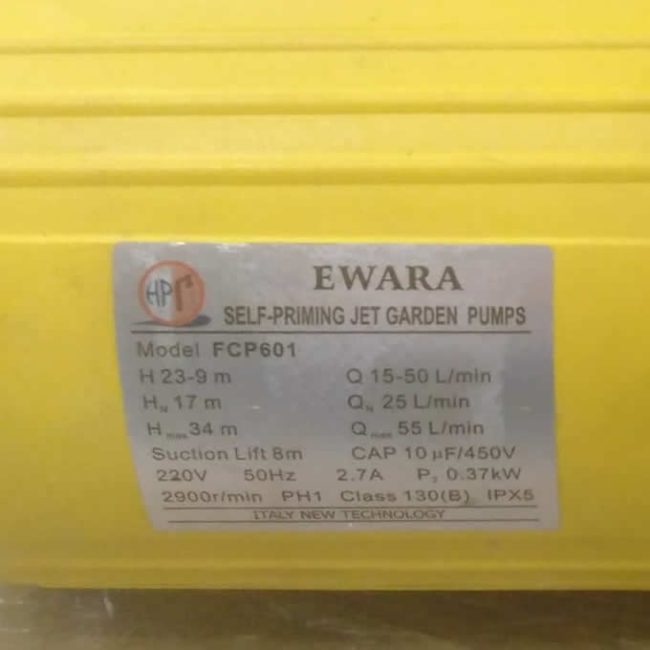 HPr
EWARA
SELF-PRIMING JET GARDEN PUMPS
Model FCP601
H 23-9 m Q 15-50 L/min
HN 17 m QN 25 L/min
Hmax 34 m Qmax 55 L/min
Suction Lift 8m CAP 10 µF/450V
220V 50Hz 2.7A P2 0.37kW
2900r/min PH1 Class 130(B) IPX5
ITALY NEW TECHNOLOGY